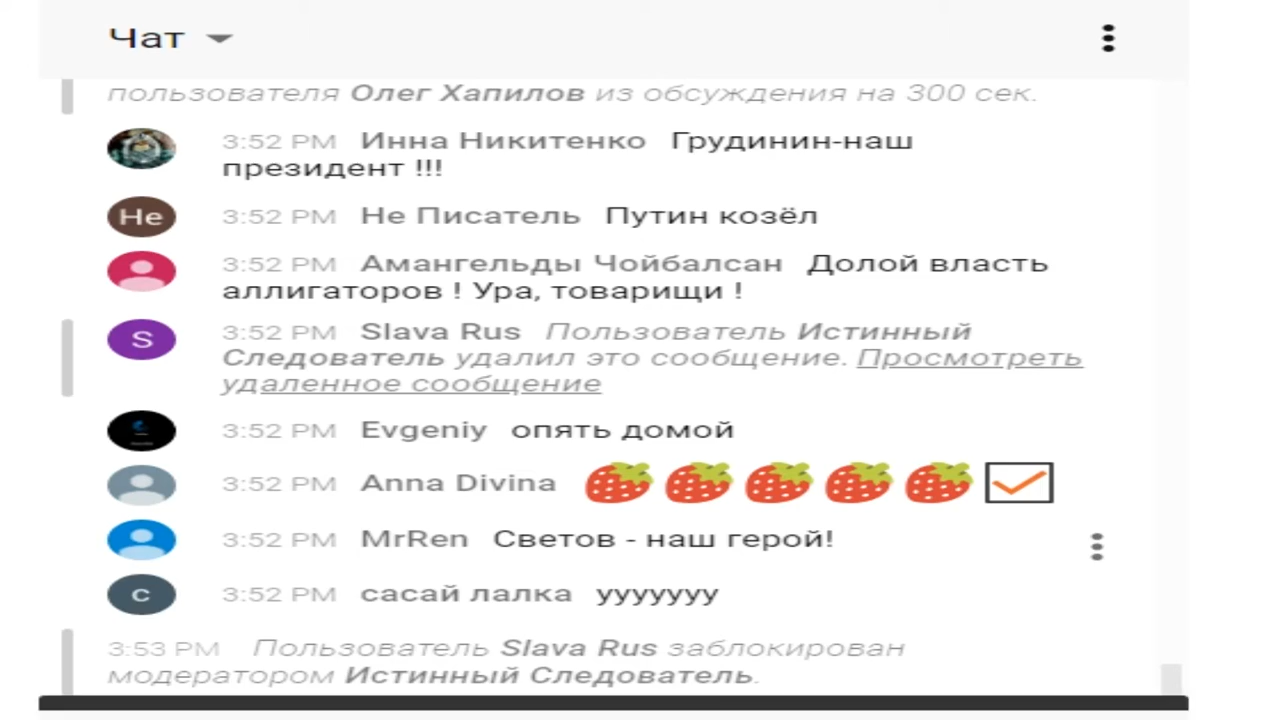 Чат
пользователя Олег Хапилов из обсуждения на 300 сек.
3:52 PM Инна Никитенко Грудинин-наш
президент !!!
Не
3:52 PM Не Писатель Путин козёл
3:52 PM Амангельды Чойбалсан Долой власть
аллигаторов ! Ура, товарищи !
S
3:52 PM Slava Rus Пользователь Истинный
Следователь удалил это сообщение. Просмотреть
удаленное сообщение
3:52 PM Evgeniy опять домой
3:52 PM Anna Divina 🍓🍓🍓🍓🍓☑
3:52 PM MrRen Светов - наш герой!
с
3:52 PM сасай лалка ууууууу
3:53 PM Пользователь Slava Rus заблокирован
модератором Истинный Следователь.